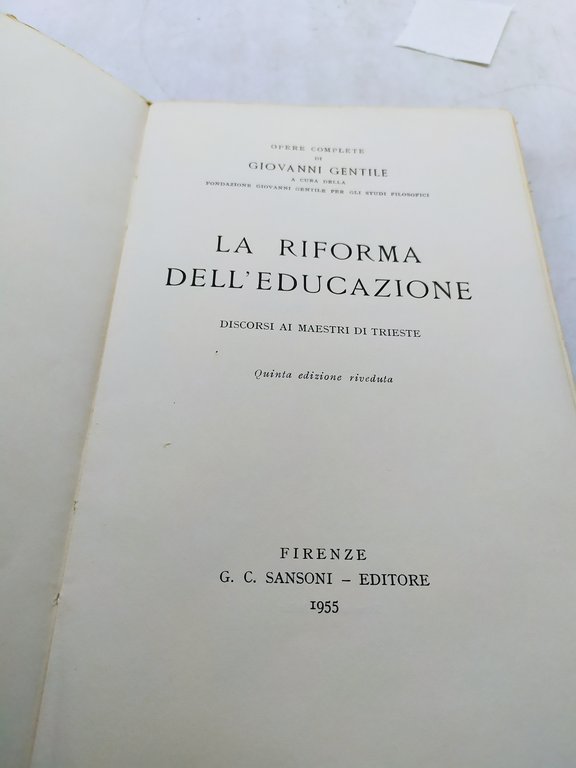 OPERE COMPLETE
DI
GIOVANNI GENTILE
A CURA DELLA
FONDAZIONE GIOVANNI GENTILE PER GLI STUDI FILOSOFICI
LA RIFORMA
DELL'EDUCAZIONE
DISCORSI AI MAESTRI DI TRIESTE
Quinta edizione riveduta
FIRENZE
G. C. SANSONI – EDITORE
1955